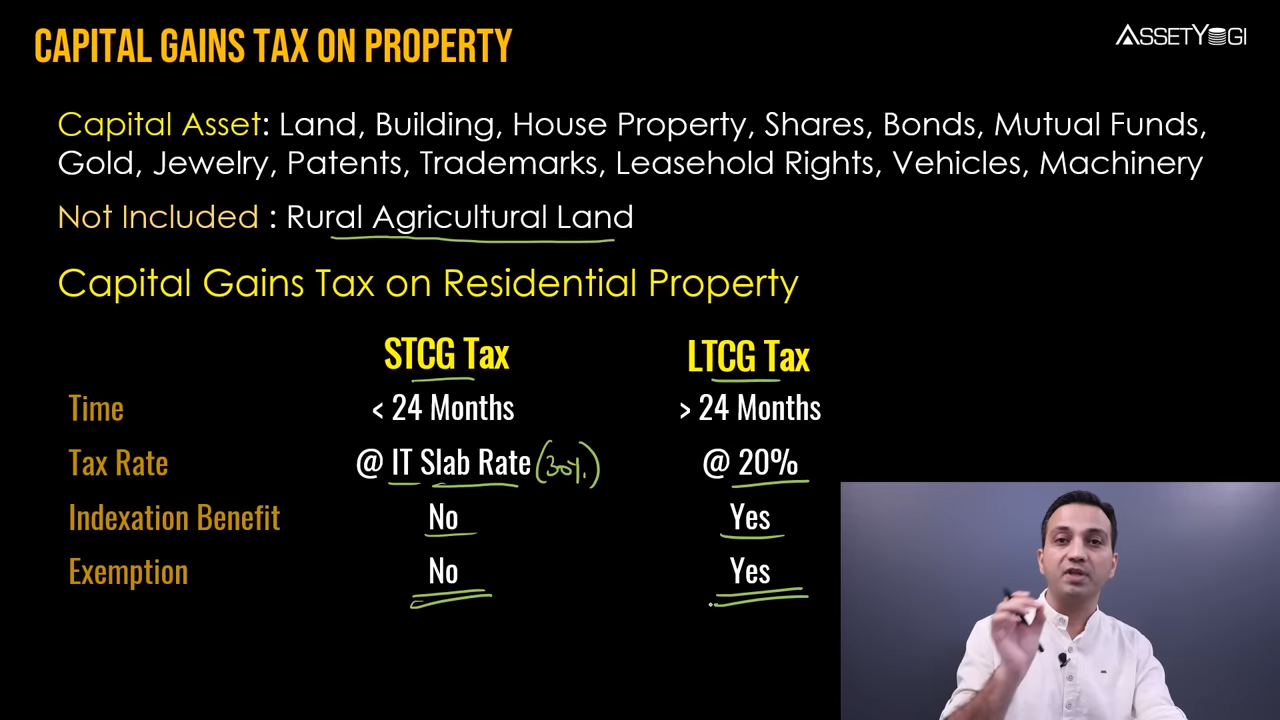 CAPITAL GAINS TAX ON PROPERTY
ASSETYOGI
Capital Asset: Land, Building, House Property, Shares, Bonds, Mutual Funds,
Gold, Jewelry, Patents, Trademarks, Leasehold Rights, Vehicles, Machinery
Not Included : Rural Agricultural Land
Capital Gains Tax on Residential Property
STCG Tax LTCG Tax
Time < 24 Months > 24 Months
Tax Rate @ IT Slab Rate (30%) @ 20%
Indexation Benefit No Yes
Exemption No Yes